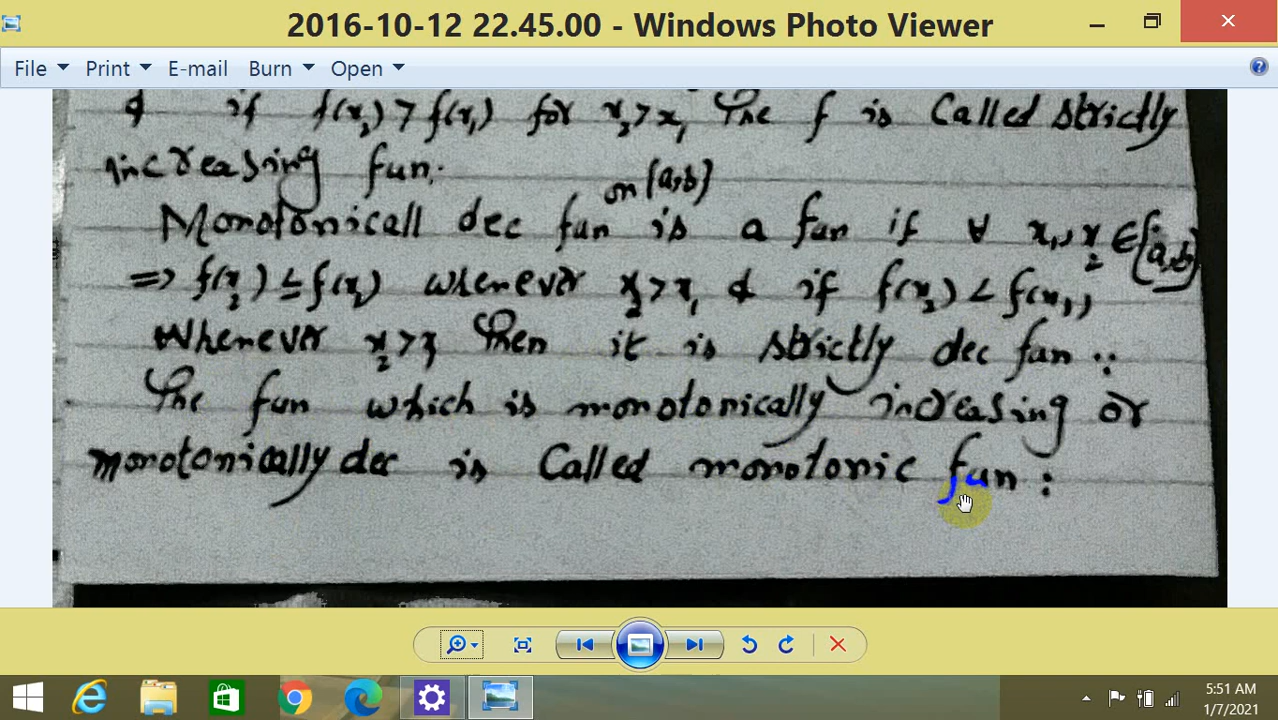 2016-10-12 22.45.00 - Windows Photo Viewer
File Print E-mail Burn Open
& if f(x₂) > f(x₁) for x₂ > x₁ The f is Called strictly
increasing fun.
on [a,b]
Monotonicall dec fun is a fun if ∀ x₁, x₂ ∈ [a,b]
=> f(x₂) ≤ f(x₂) whenever x₂ > x₁ & if f(x₂) < f(x₁)
Whenever x₂ > x₁ Then it is strictly dec fun :
The fun which is monotonically increasing or
monotonically dec is Called monotonic fun :
5:51 AM
1/7/2021